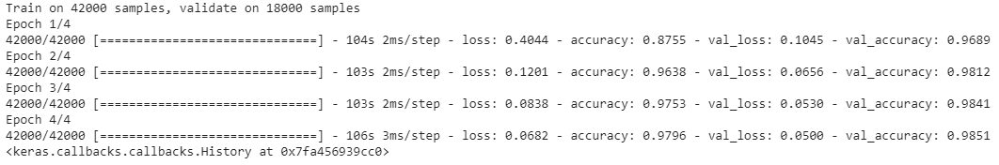 Train on 42000 samples, validate on 18000 samples
Epoch 1/4
42000/42000 [==============================] - 104s 2ms/step - loss: 0.4044 - accuracy: 0.8755 - val_loss: 0.1045 - val_accuracy: 0.9689
Epoch 2/4
42000/42000 [==============================] - 103s 2ms/step - loss: 0.1201 - accuracy: 0.9638 - val_loss: 0.0656 - val_accuracy: 0.9812
Epoch 3/4
42000/42000 [==============================] - 103s 2ms/step - loss: 0.0838 - accuracy: 0.9753 - val_loss: 0.0530 - val_accuracy: 0.9841
Epoch 4/4
42000/42000 [==============================] - 106s 3ms/step - loss: 0.0682 - accuracy: 0.9796 - val_loss: 0.0500 - val_accuracy: 0.9851
<keras.callbacks.callbacks.History at 0x7fa456939cc0>